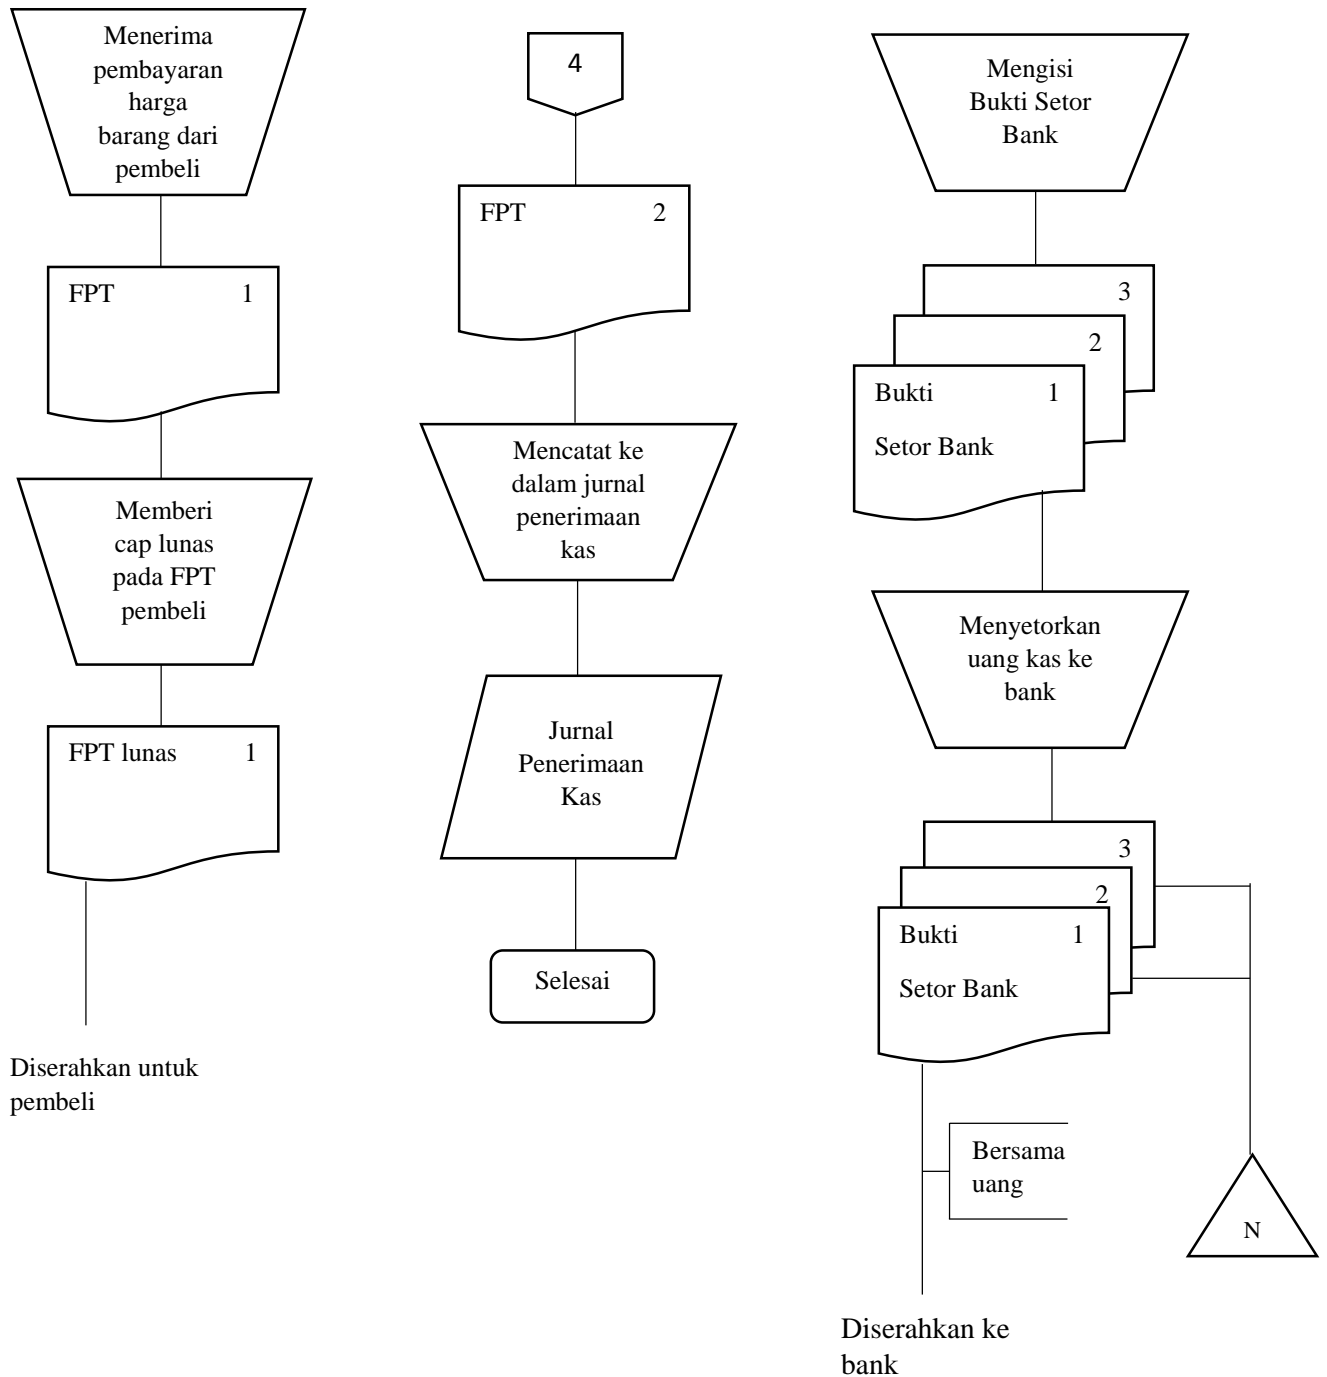 Menerima
pembayaran
harga
barang dari
pembeli
FPT 1
Memberi
cap lunas
pada FPT
pembeli
FPT lunas 1
Diserahkan untuk
pembeli
4
FPT 2
Mencatat ke
dalam jurnal
penerimaan
kas
Jurnal
Penerimaan
Kas
Selesai
Mengisi
Bukti Setor
Bank
3
2
Bukti 1
Setor Bank
Menyetorkan
uang kas ke
bank
3
2
Bukti 1
Setor Bank
Bersama
uang
N
Diserahkan ke
bank